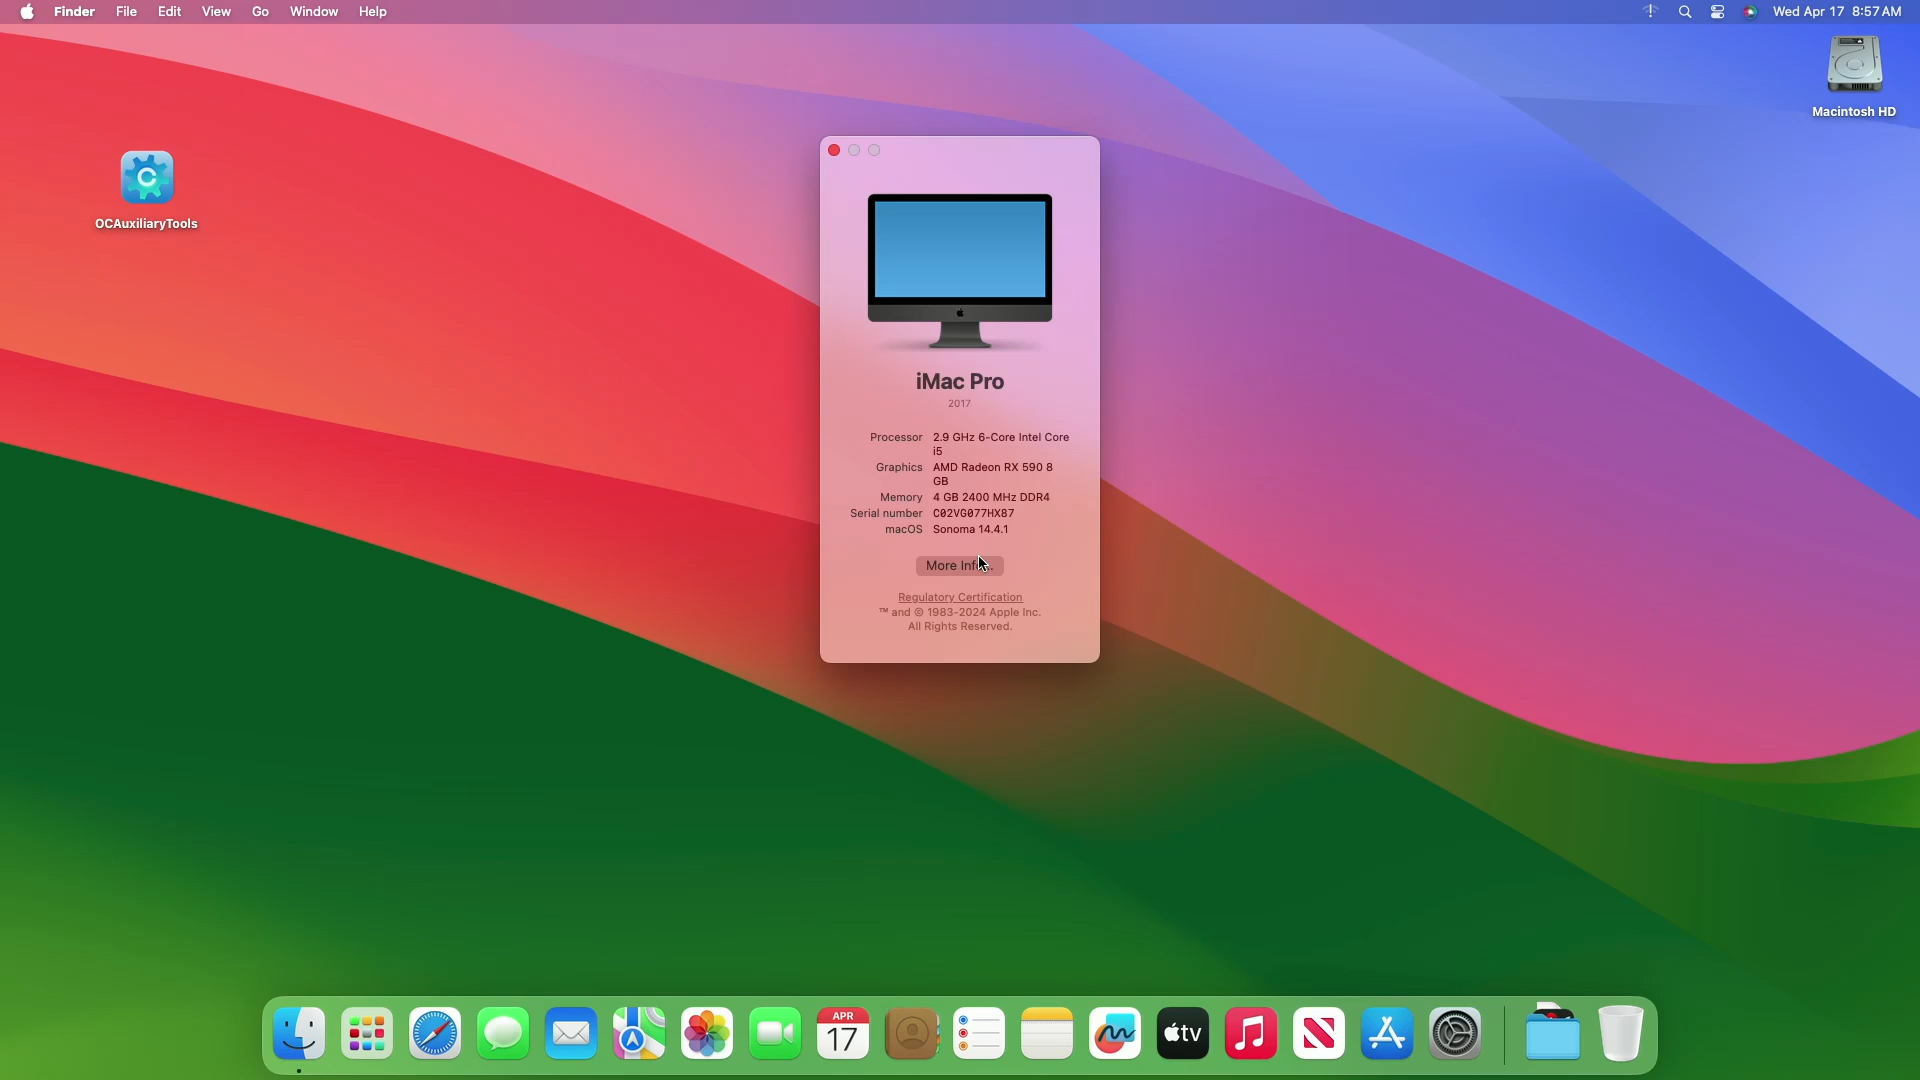 Finder File Edit View Go Window Help
Wed Apr 17 8:57 AM
Macintosh HD
OCAuxiliaryTools
iMac Pro
2017
Processor 2.9 GHz 6-Core Intel Core
i5
Graphics AMD Radeon RX 590 8
GB
Memory 4 GB 2400 MHz DDR4
Serial number C02VG077HX87
macOS Sonoma 14.4.1
More Info...
Regulatory Certification
™ and © 1983-2024 Apple Inc.
All Rights Reserved.
APR
17
tv